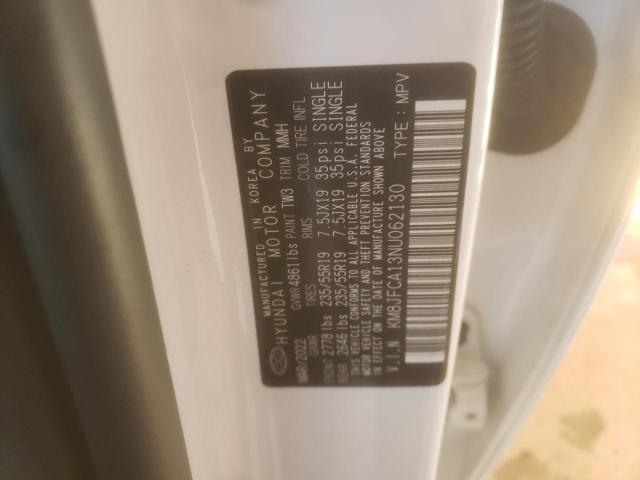 MANUFACTURED IN KOREA BY
HYUNDAI MOTOR COMPANY
MAR/2022 GVWR 4861lbs PAINT TW3 TRIM MMH
GAWR TIRES RIMS COLD TIRE INFL
FRONT 2778 lbs 235/55R19 7.5JX19 35psi SINGLE
REAR 2646 lbs 235/55R19 7.5JX19 35psi SINGLE
THIS VEHICLE CONFORMS TO ALL APPLICABLE U.S.A. FEDERAL
MOTOR VEHICLE SAFETY AND THEFT PREVENTION STANDARDS
IN EFFECT ON THE DATE OF MANUFACTURE SHOWN ABOVE
V.I.N KM8JFCA13NU062130 TYPE : MPV